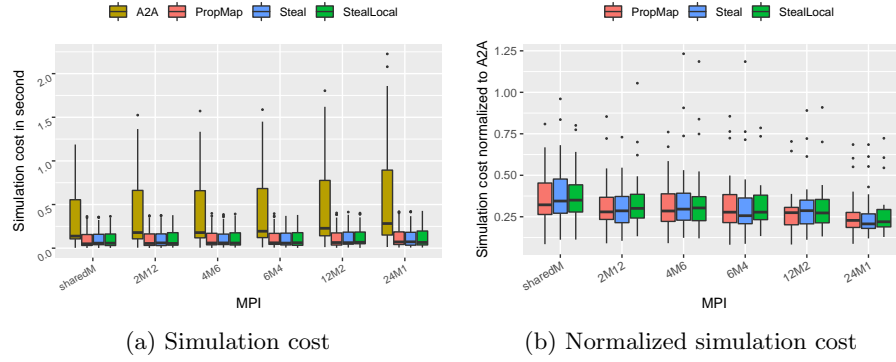 A2A PropMap Steal StealLocal
Simulation cost in second
2.0
1.5
1.0
0.5
0.0
sharedM 2M12 4M6 6M4 12M2 24M1
MPI
(a) Simulation cost
PropMap Steal StealLocal
Simulation cost normalized to A2A
1.25
1.00
0.75
0.50
0.25
sharedM 2M12 4M6 6M4 12M2 24M1
MPI
(b) Normalized simulation cost